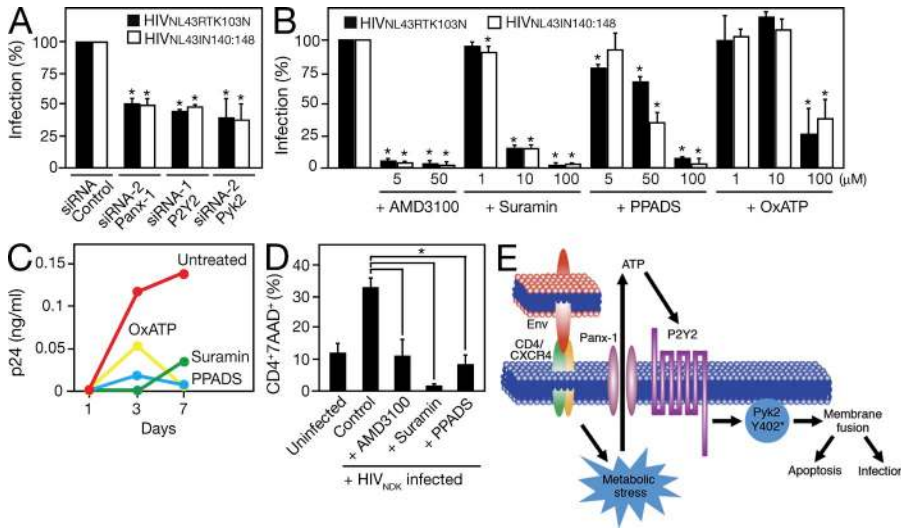 A
HIVNL43RTK103N
HIVNL43IN140:148
Infection (%)
100
75
50
25
0
* * * * * *
siRNA Control
siRNA-2 Panx-1
siRNA-1 P2Y2
siRNA-2 Pyk2
B
HIVNL43RTK103N
HIVNL43IN140:148
Infection (%)
100
75
50
25
0
* * * * * * * * * * * * * * * * *
5 50 1 10 100 5 50 100 1 10 100 (μM)
+ AMD3100 + Suramin + PPADS + OxATP
C
p24 (ng/ml)
0.15
0.1
0.05
0
Untreated
OxATP
Suramin
PPADS
1 3 7
Days
D
CD4+7AAD+ (%)
40
30
20
10
0
*
Uninfected
Control
+ AMD3100
+ Suramin
+ PPADS
+ HIVNDK infected
E
ATP
Env
CD4/
CXCR4
Panx-1
P2Y2
Pyk2
Y402*
Membrane
fusion
Apoptosis
Infection
Metabolic
stress